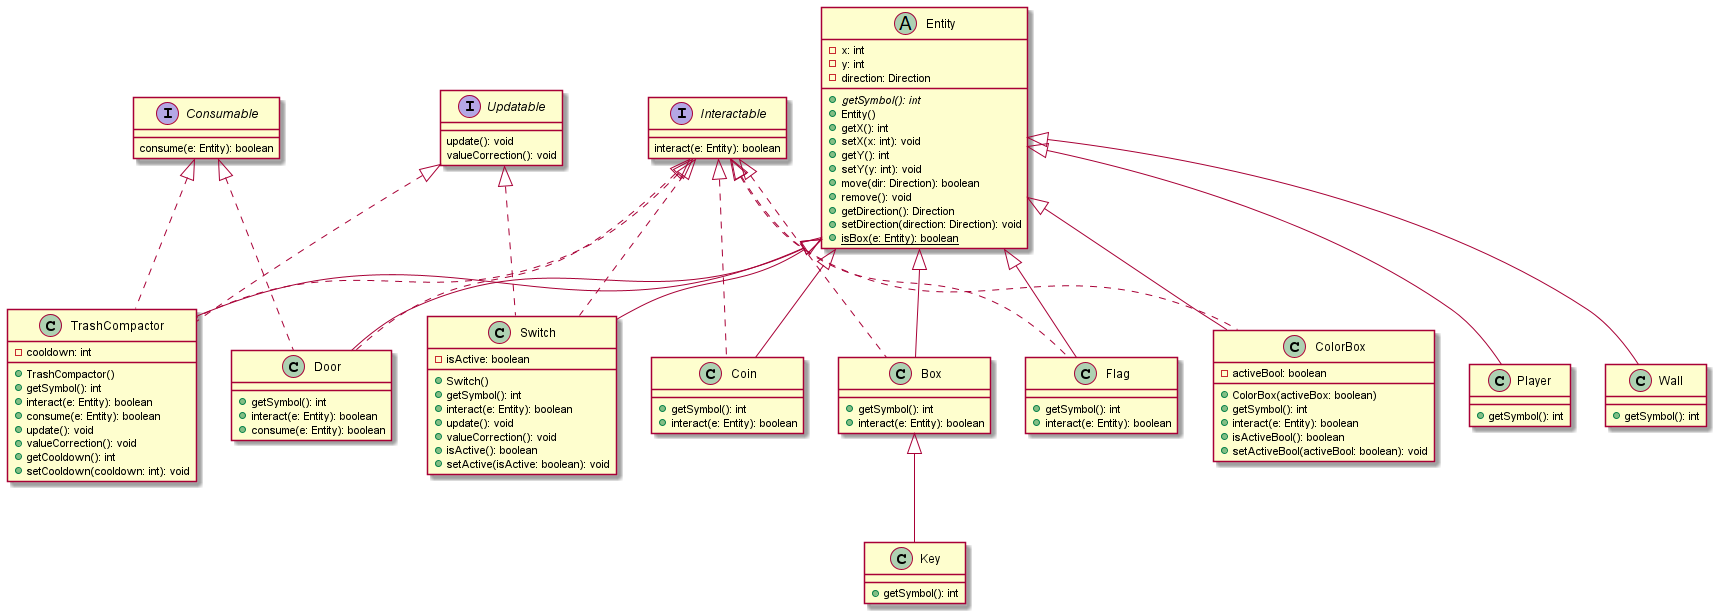 A Entity
x: int
y: int
direction: Direction
getSymbol(): int
Entity()
getX(): int
setX(x: int): void
getY(): int
setY(y: int): void
move(dir: Direction): boolean
remove(): void
getDirection(): Direction
setDirection(direction: Direction): void
isBox(e: Entity): boolean
I Consumable
consume(e: Entity): boolean
I Updatable
update(): void
valueCorrection(): void
I Interactable
interact(e: Entity): boolean
C TrashCompactor
cooldown: int
TrashCompactor()
getSymbol(): int
interact(e: Entity): boolean
consume(e: Entity): boolean
update(): void
valueCorrection(): void
getCooldown(): int
setCooldown(cooldown: int): void
C Door
getSymbol(): int
interact(e: Entity): boolean
consume(e: Entity): boolean
C Switch
isActive: boolean
Switch()
getSymbol(): int
interact(e: Entity): boolean
update(): void
valueCorrection(): void
isActive(): boolean
setActive(isActive: boolean): void
C Coin
getSymbol(): int
interact(e: Entity): boolean
C Box
getSymbol(): int
interact(e: Entity): boolean
C Flag
getSymbol(): int
interact(e: Entity): boolean
C ColorBox
activeBool: boolean
ColorBox(activeBox: boolean)
getSymbol(): int
interact(e: Entity): boolean
isActiveBool(): boolean
setActiveBool(activeBool: boolean): void
C Player
getSymbol(): int
C Wall
getSymbol(): int
C Key
getSymbol(): int